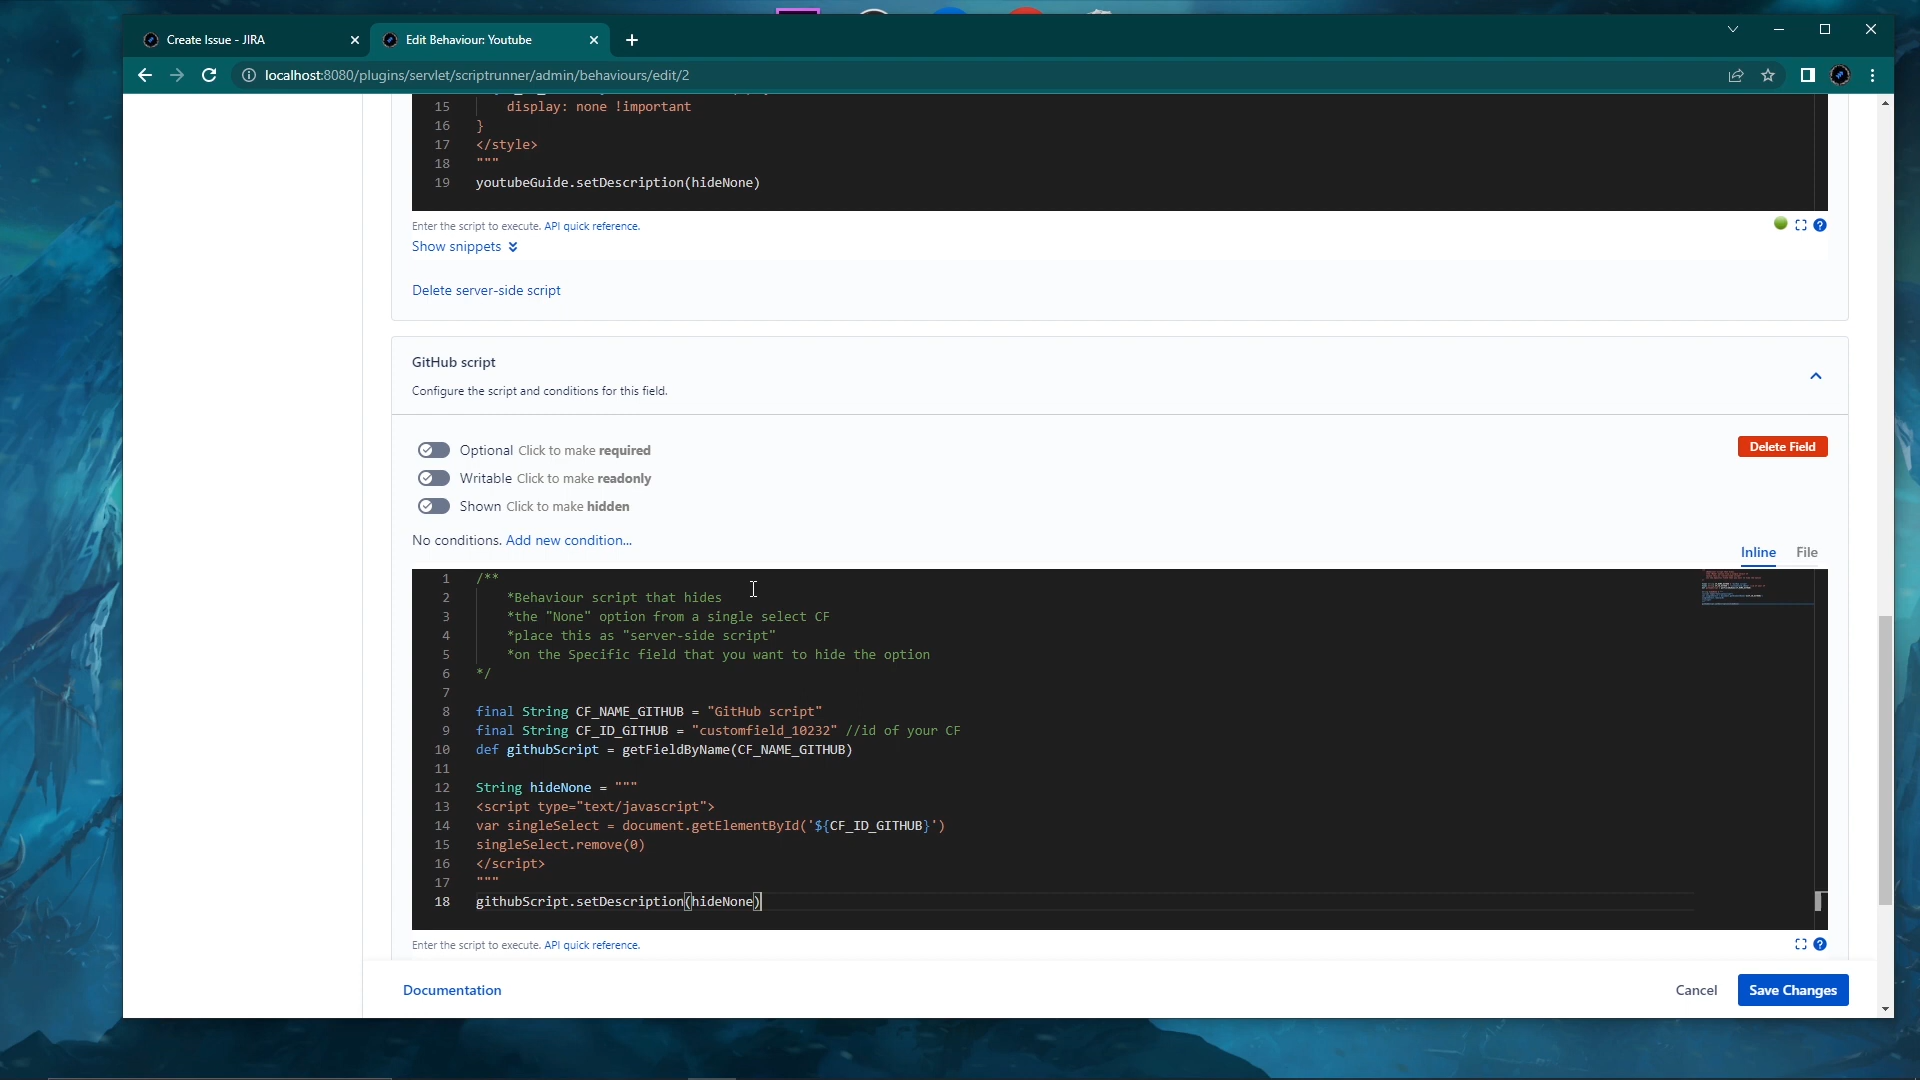 Create Issue - JIRA
Edit Behaviour: Youtube
localhost:8080/plugins/servlet/scriptrunner/admin/behaviours/edit/2
15 display: none !important
16 }
17 </style>
18 """
19 youtubeGuide.setDescription(hideNone)
Enter the script to execute. API quick reference.
Show snippets
Delete server-side script
GitHub script
Configure the script and conditions for this field.
Optional Click to make required
Delete Field
Writable Click to make readonly
Shown Click to make hidden
No conditions. Add new condition...
Inline File
1 /**
2 *Behaviour script that hides
3 *the "None" option from a single select CF
4 *place this as "server-side script"
5 *on the Specific field that you want to hide the option
6 */
7
8 final String CF_NAME_GITHUB = "GitHub script"
9 final String CF_ID_GITHUB = "customfield_10232" //id of your CF
10 def githubScript = getFieldByName(CF_NAME_GITHUB)
11
12 String hideNone = """
13 <script type="text/javascript">
14 var singleSelect = document.getElementById('${CF_ID_GITHUB}')
15 singleSelect.remove(0)
16 </script>
17 """
18 githubScript.setDescription(hideNone)
Enter the script to execute. API quick reference.
Documentation
Cancel
Save Changes